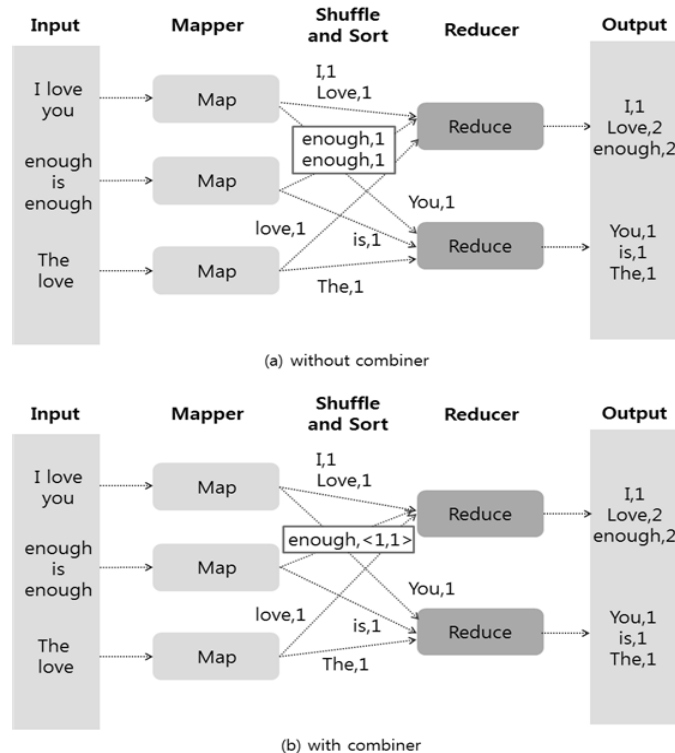 Input
Mapper
Shuffle
and Sort
Reducer
Output
I love
you
Map
I,1
Love,1
Reduce
I,1
Love,2
enough,2
enough,1
enough,1
enough
is
enough
Map
You,1
love,1
is,1
Reduce
You,1
is,1
The,1
The
love
Map
The,1
(a) without combiner
Input
Mapper
Shuffle
and Sort
Reducer
Output
I love
you
Map
I,1
Love,1
Reduce
I,1
Love,2
enough,2
enough,<1,1>
enough
is
enough
Map
You,1
love,1
is,1
Reduce
You,1
is,1
The,1
The
love
Map
The,1
(b) with combiner